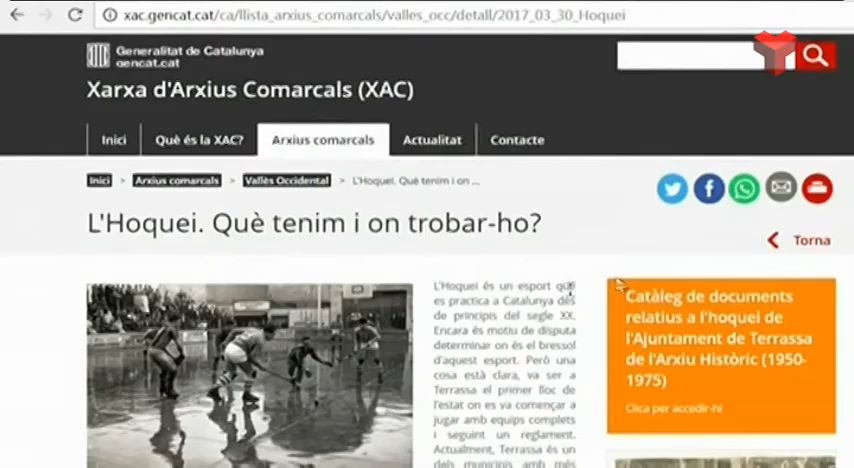 xac.gencat.cat/ca/llista_arxius_comarcals/valles_occ/detall/2017_03_30_Hoquei
Generalitat de Catalunya
gencat.cat
Xarxa d'Arxius Comarcals (XAC)
Inici Què és la XAC? Arxius comarcals Actualitat Contacte
Inici > Arxius comarcals > Vallès Occidental > L'Hoquei. Què tenim i on ...
L'Hoquei. Què tenim i on trobar-ho?
Torna
L'Hoquei és un esport que
es practica a Catalunya des
de principis del segle XX.
Encara és motiu de disputa
determinar on és el bressol
d'aquest esport. Però una
cosa està clara, va ser a
Terrassa el primer lloc de
l'estat on es va començar a
jugar amb equips complets
i seguint un reglament.
Actualment, Terrassa és un
dels municipis amb més
Catàleg de documents
relatius a l'hoquei de
l'Ajuntament de Terrassa
de l'Arxiu Històric (1950-
1975)
Clica per accedir-hi